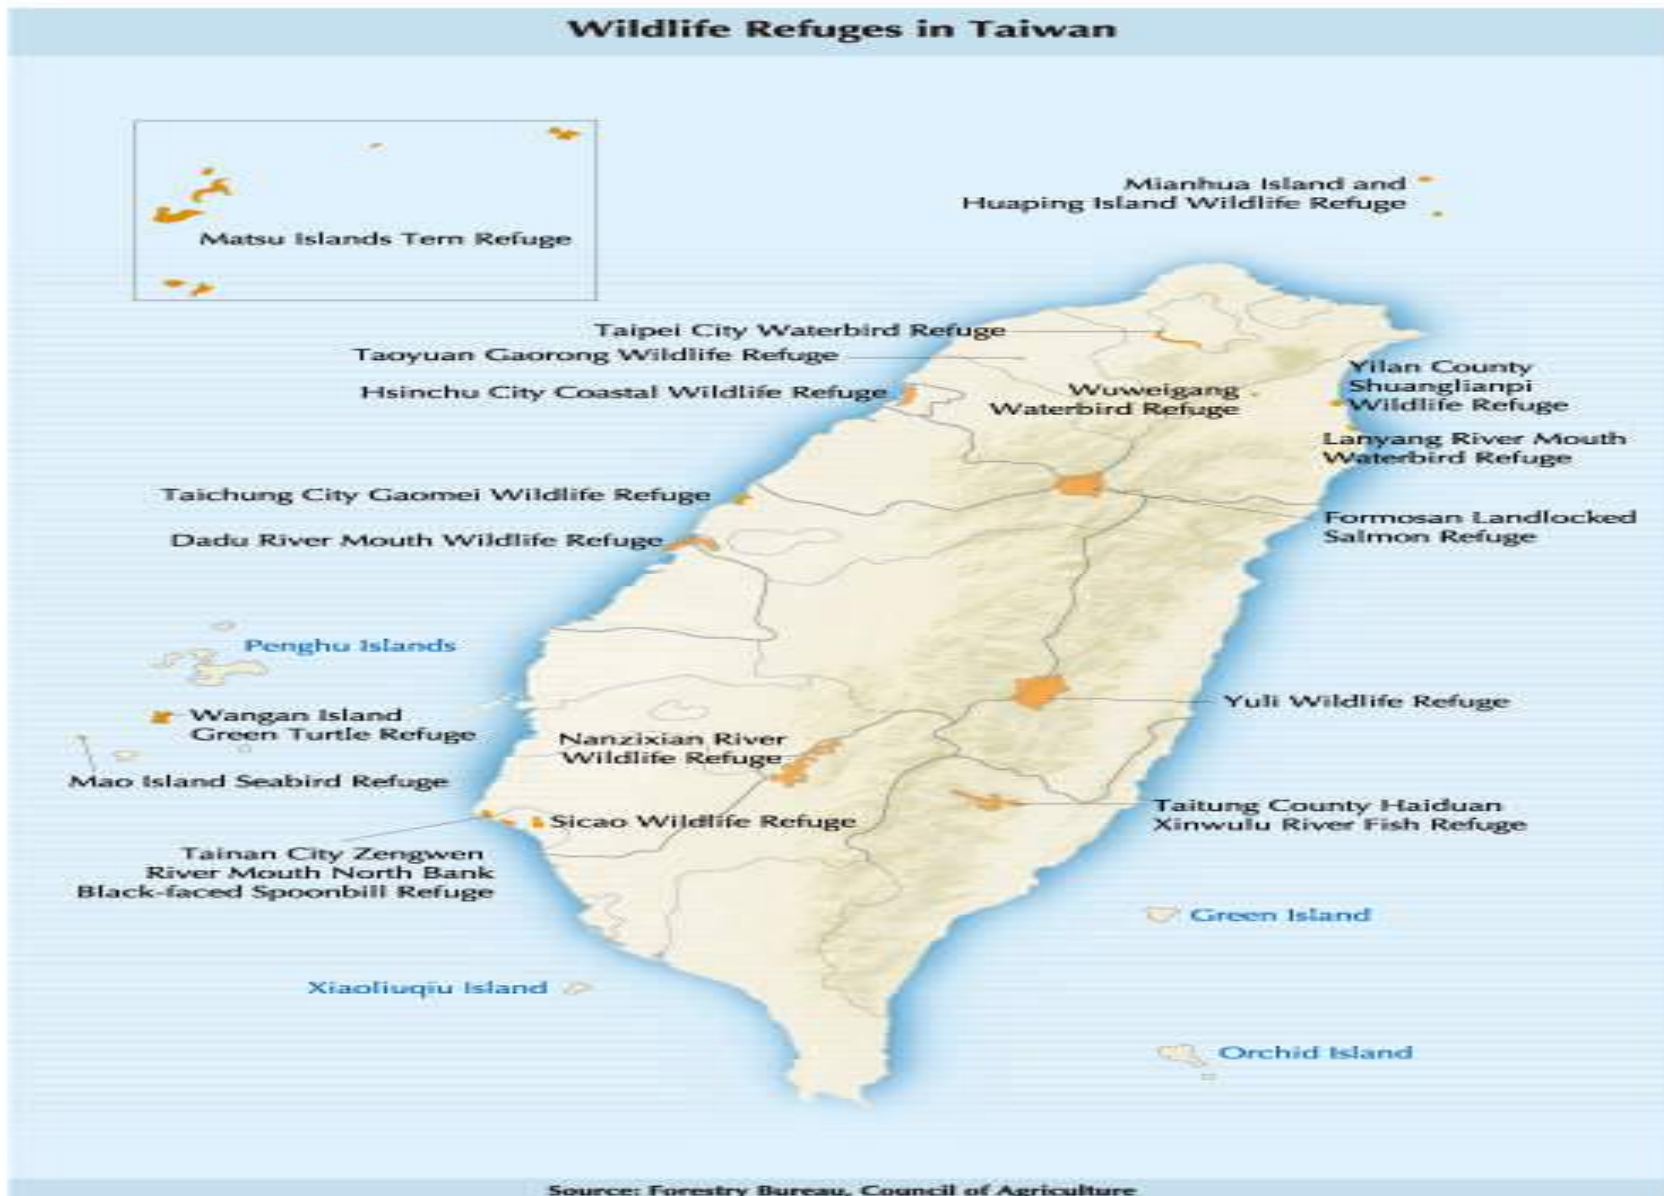 Wildlife Refuges in Taiwan
Mianhua Island and
Huaping Island Wildlife Refuge
Matsu Islands Tern Refuge
Taipei City Waterbird Refuge
Taoyuan Gaorong Wildlife Refuge
Hsinchu City Coastal Wildlife Refuge
Wuweigang
Waterbird Refuge
Yilan County
Shuanglianpi
Wildlife Refuge
Lanyang River Mouth
Waterbird Refuge
Taichung City Gaomei Wildlife Refuge
Dadu River Mouth Wildlife Refuge
Formosan Landlocked
Salmon Refuge
Penghu Islands
Wangan Island
Green Turtle Refuge
Mao Island Seabird Refuge
Nanzixian River
Wildlife Refuge
Yuli Wildlife Refuge
Sicao Wildlife Refuge
Taitung County Haiduan
Xinwulu River Fish Refuge
Tainan City Zengwen
River Mouth North Bank
Black-faced Spoonbill Refuge
Green Island
Xiaoliuqiu Island
Orchid Island
Source: Forestry Bureau, Council of Agriculture